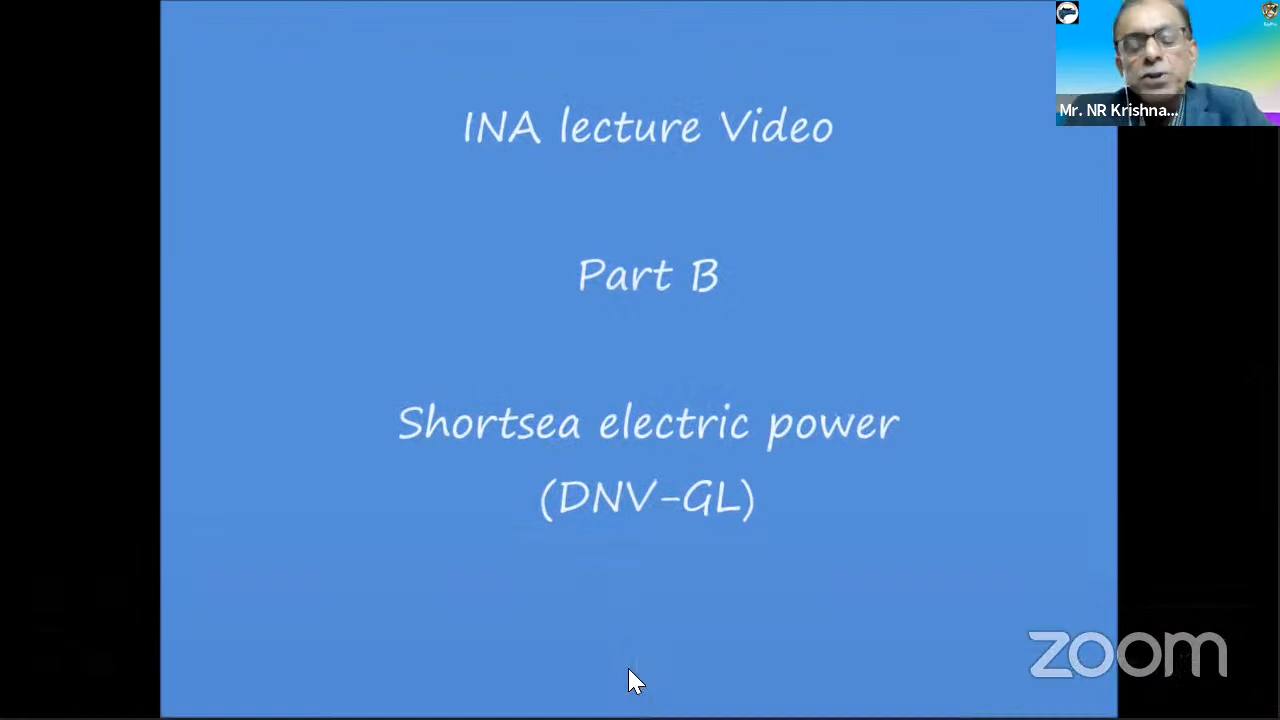 INA lecture Video
Part B
Shortsea electric power
(DNV-GL)
Mr. NR Krishna...
zoom